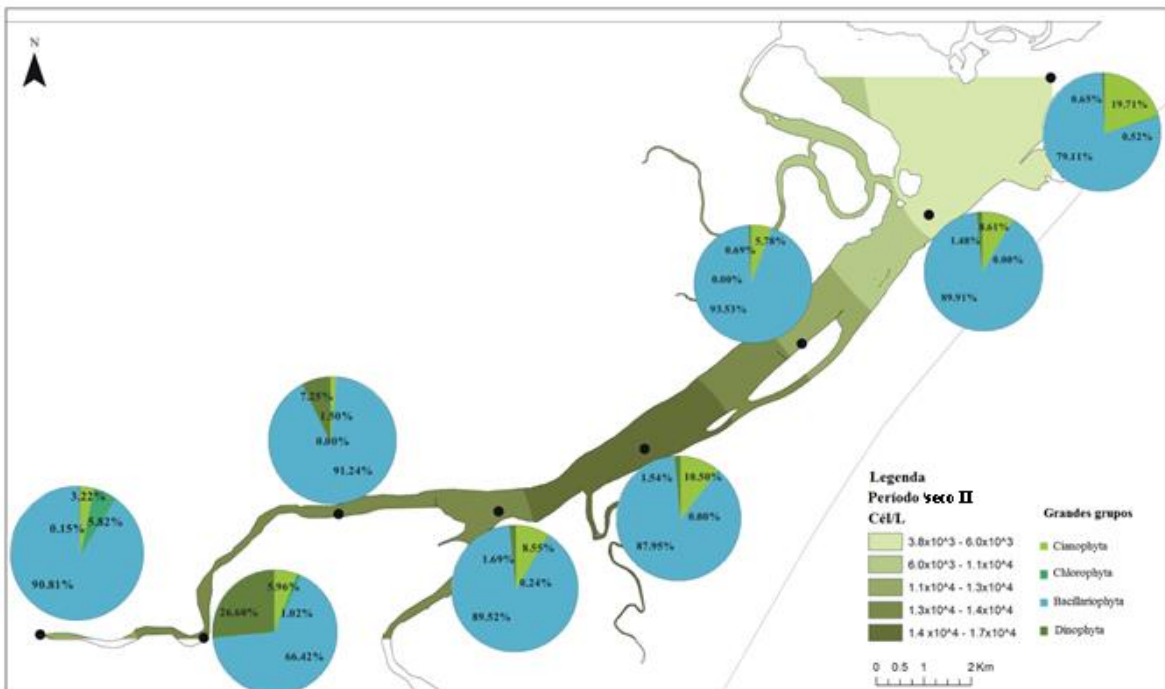 N
0.65%
19.71%
0.52%
79.11%
1.48%
8.61%
0.00%
89.91%
0.69%
5.78%
0.00%
93.53%
7.25%
1.50%
0.00%
91.24%
1.54%
10.50%
0.00%
87.95%
3.22%
0.15%
5.82%
90.81%
1.69%
8.55%
0.24%
89.52%
26.60%
5.96%
1.02%
66.42%
Legenda
Período seco II
Cél/L
3.8x10^3 - 6.0x10^3
6.0x10^3 - 1.1x10^4
1.1x10^4 - 1.3x10^4
1.3x10^4 - 1.4x10^4
1.4 x10^4 - 1.7x10^4
Grandes grupos
Cianophyta
Chlorophyta
Bacillariophyta
Dinophyta
0 0.5 1 2 Km